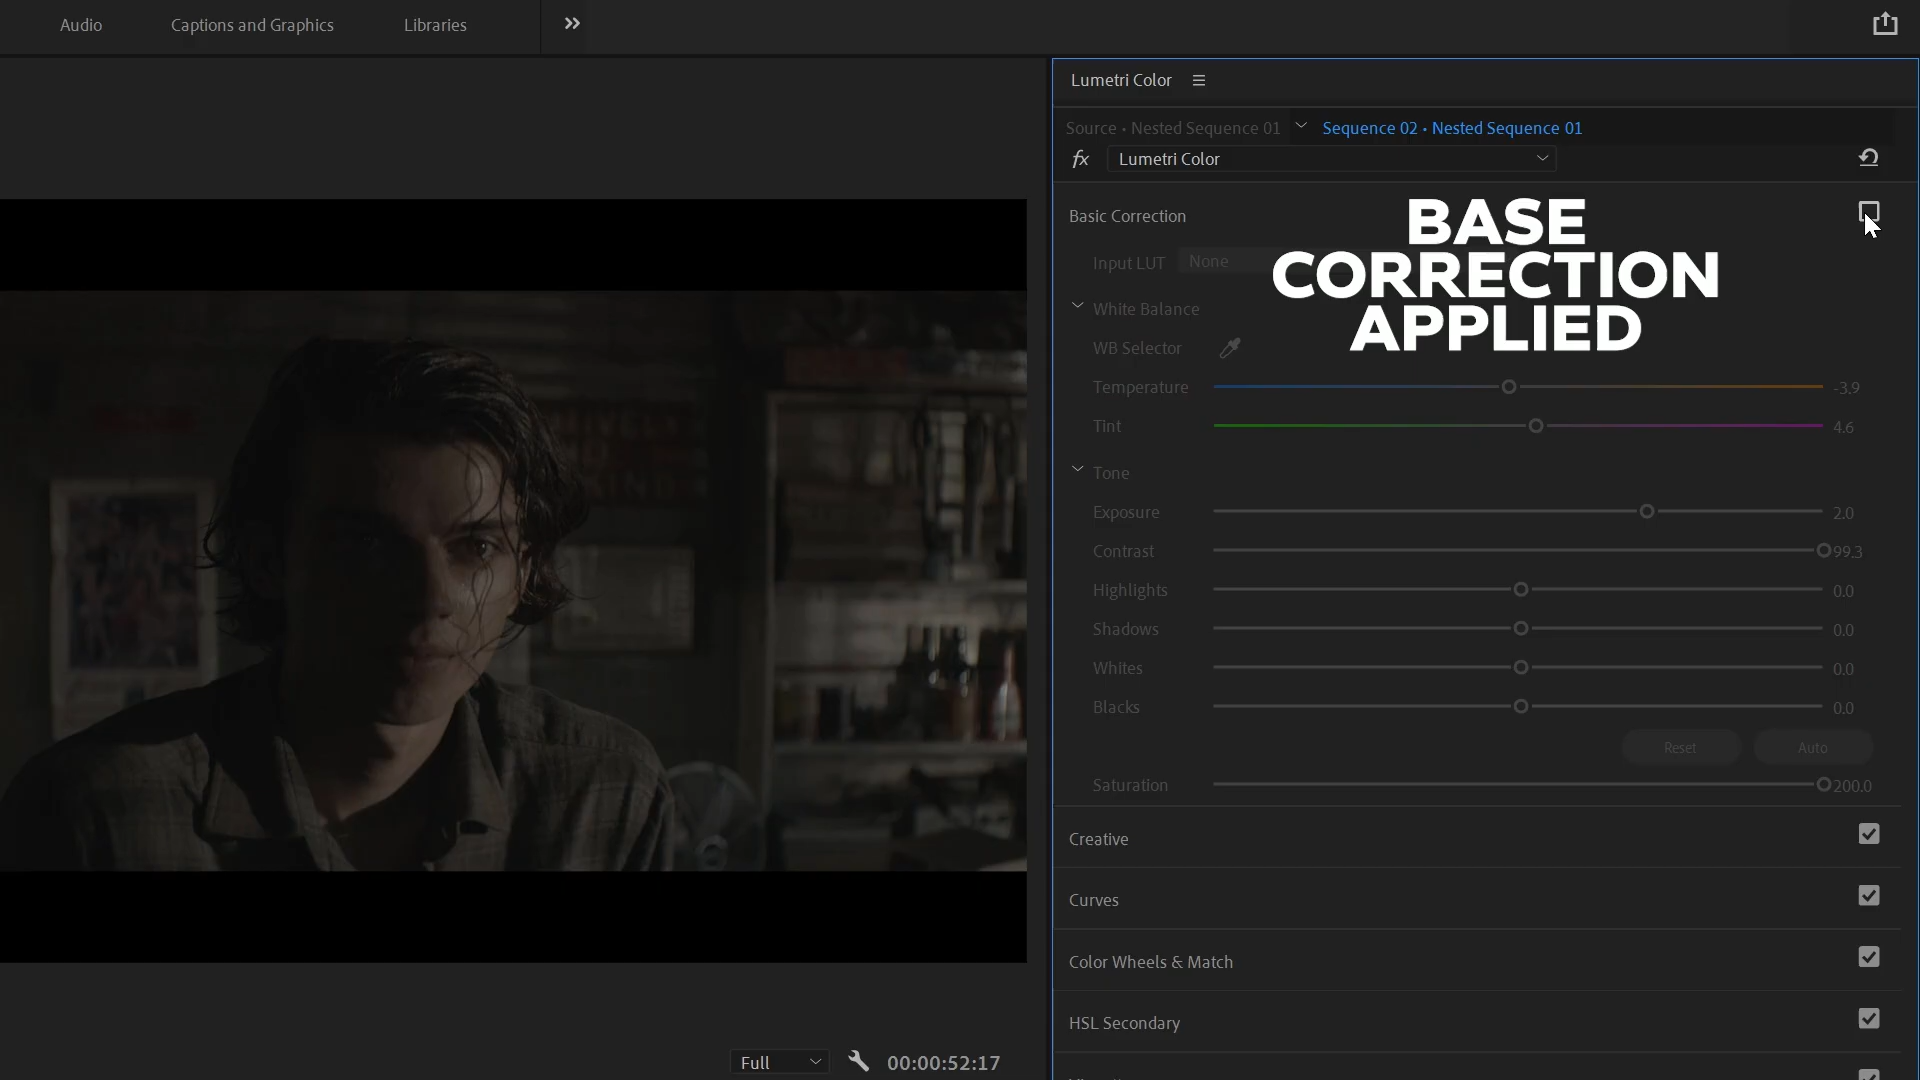 Audio
Captions and Graphics
Libraries
Lumetri Color
Source • Nested Sequence 01
Sequence 02 • Nested Sequence 01
fx
Lumetri Color
Basic Correction
BASE
CORRECTION
APPLIED
Input LUT
None
White Balance
WB Selector
Temperature
-3.9
Tint
4.6
Tone
Exposure
2.0
Contrast
99.3
Highlights
0.0
Shadows
0.0
Whites
0.0
Blacks
0.0
Reset
Auto
Saturation
200.0
Creative
Curves
Color Wheels & Match
HSL Secondary
Full
00:00:52:17